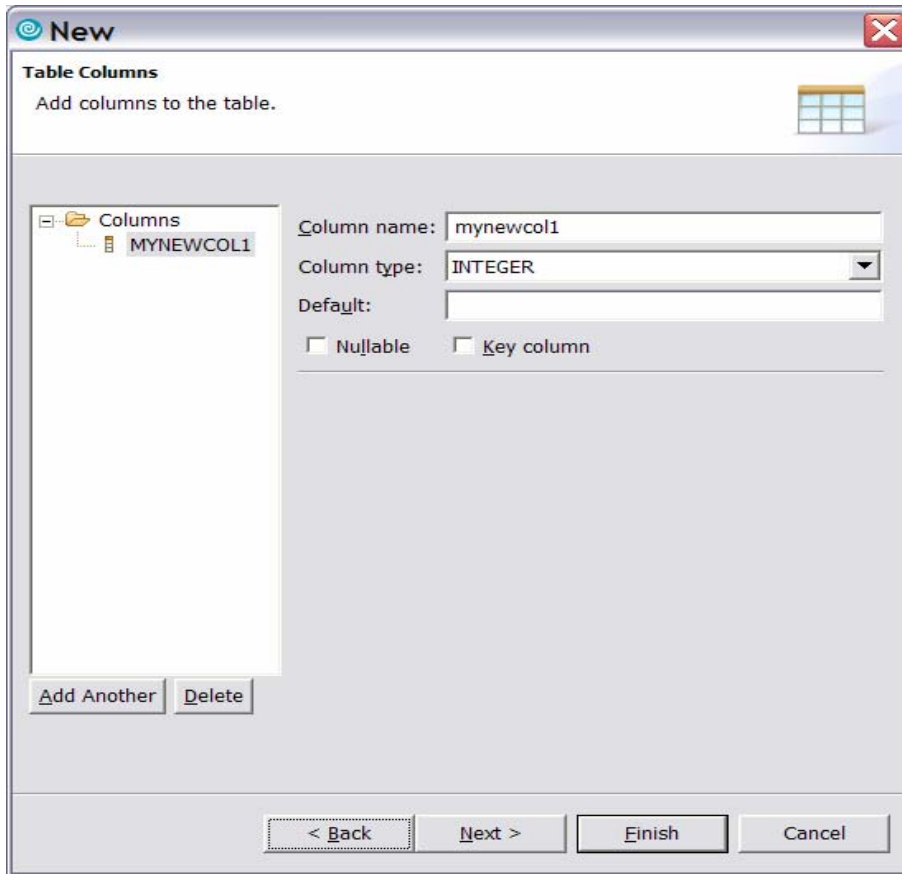 New
Table Columns
Add columns to the table.
Columns
MYNEWCOL1
Column name: mynewcol1
Column type: INTEGER
Default:
Nullable Key column
Add Another Delete
< Back Next > Finish Cancel